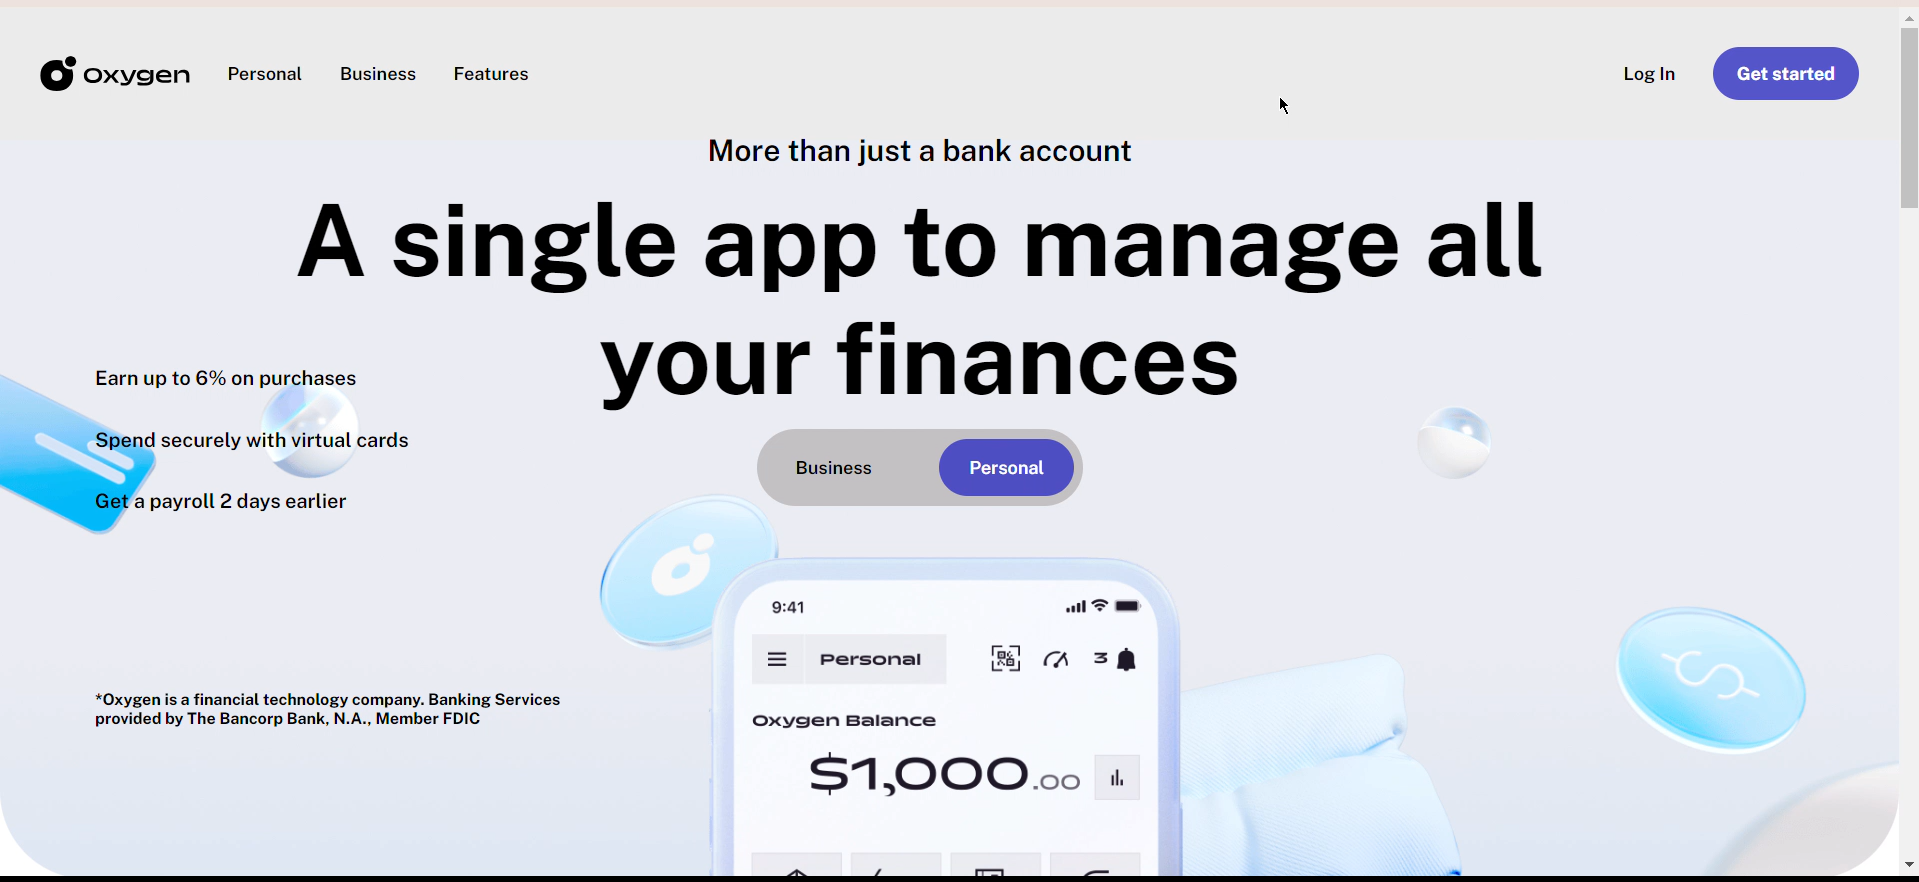 oxygen
Personal
Business
Features
Log In
Get started
More than just a bank account
A single app to manage all
your finances
Earn up to 6% on purchases
Spend securely with virtual cards
Get a payroll 2 days earlier
Business
Personal
*Oxygen is a financial technology company. Banking Services
provided by The Bancorp Bank, N.A., Member FDIC
9:41
Personal
3
Oxygen Balance
$1,000.00